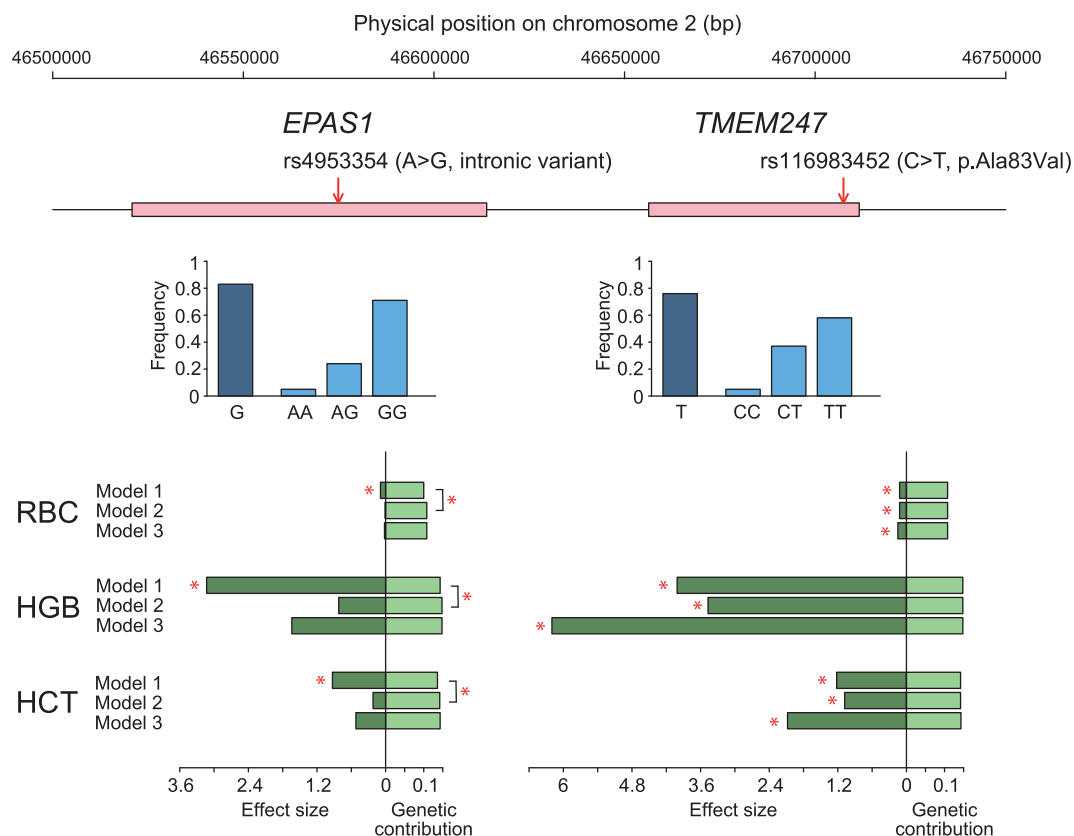 Physical position on chromosome 2 (bp)
46500000 46550000 46600000 46650000 46700000 46750000
EPAS1 TMEM247
rs4953354 (A>G, intronic variant) rs116983452 (C>T, p.Ala83Val)
Frequency
1
0.8
0.6
0.4
0.2
0
G AA AG GG
Frequency
1
0.8
0.6
0.4
0.2
0
T CC CT TT
RBC
Model 1 * * *
Model 2 *
Model 3 *
HGB
Model 1 * * *
Model 2 *
Model 3 *
HCT
Model 1 * * *
Model 2 *
Model 3 *
3.6 2.4 1.2 0 0.1 6 4.8 3.6 2.4 1.2 0 0.1
Effect size Genetic contribution Effect size Genetic contribution